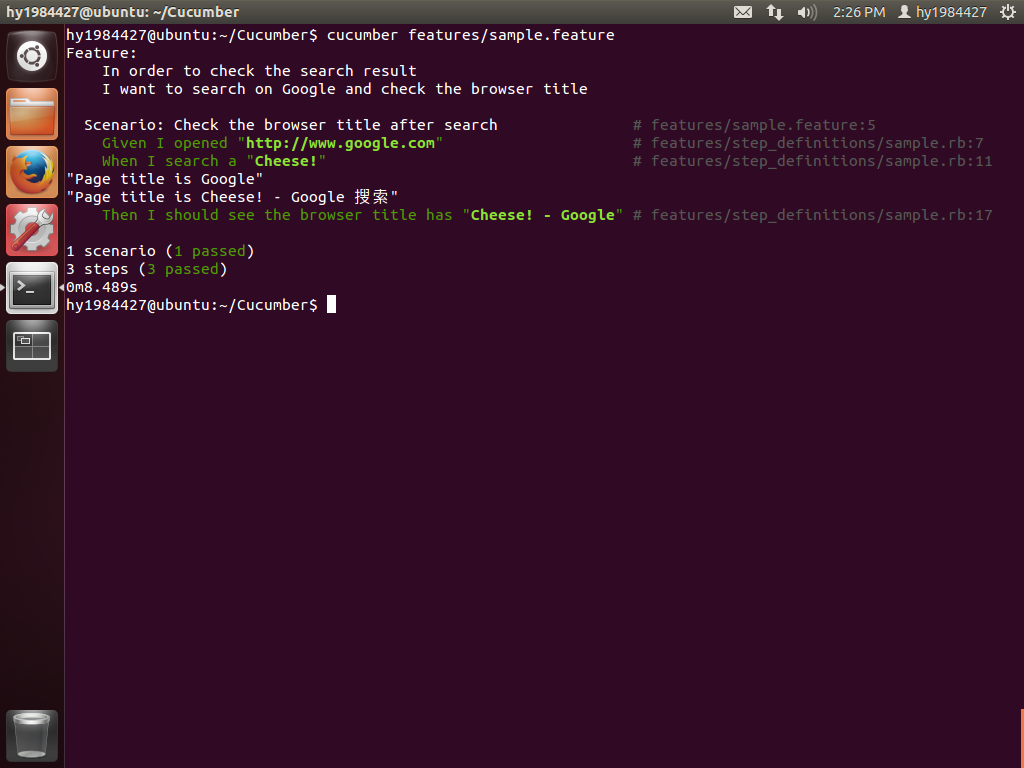 hy1984427@ubuntu: ~/Cucumber
2:26 PM
hy1984427
hy1984427@ubuntu:~/Cucumber$ cucumber features/sample.feature
Feature:
In order to check the search result
I want to search on Google and check the browser title
Scenario: Check the browser title after search # features/sample.feature:5
Given I opened "http://www.google.com" # features/step_definitions/sample.rb:7
When I search a "Cheese!" # features/step_definitions/sample.rb:11
"Page title is Google"
"Page title is Cheese! - Google 搜索"
Then I should see the browser title has "Cheese! - Google" # features/step_definitions/sample.rb:17
1 scenario (1 passed)
3 steps (3 passed)
0m8.489s
hy1984427@ubuntu:~/Cucumber$